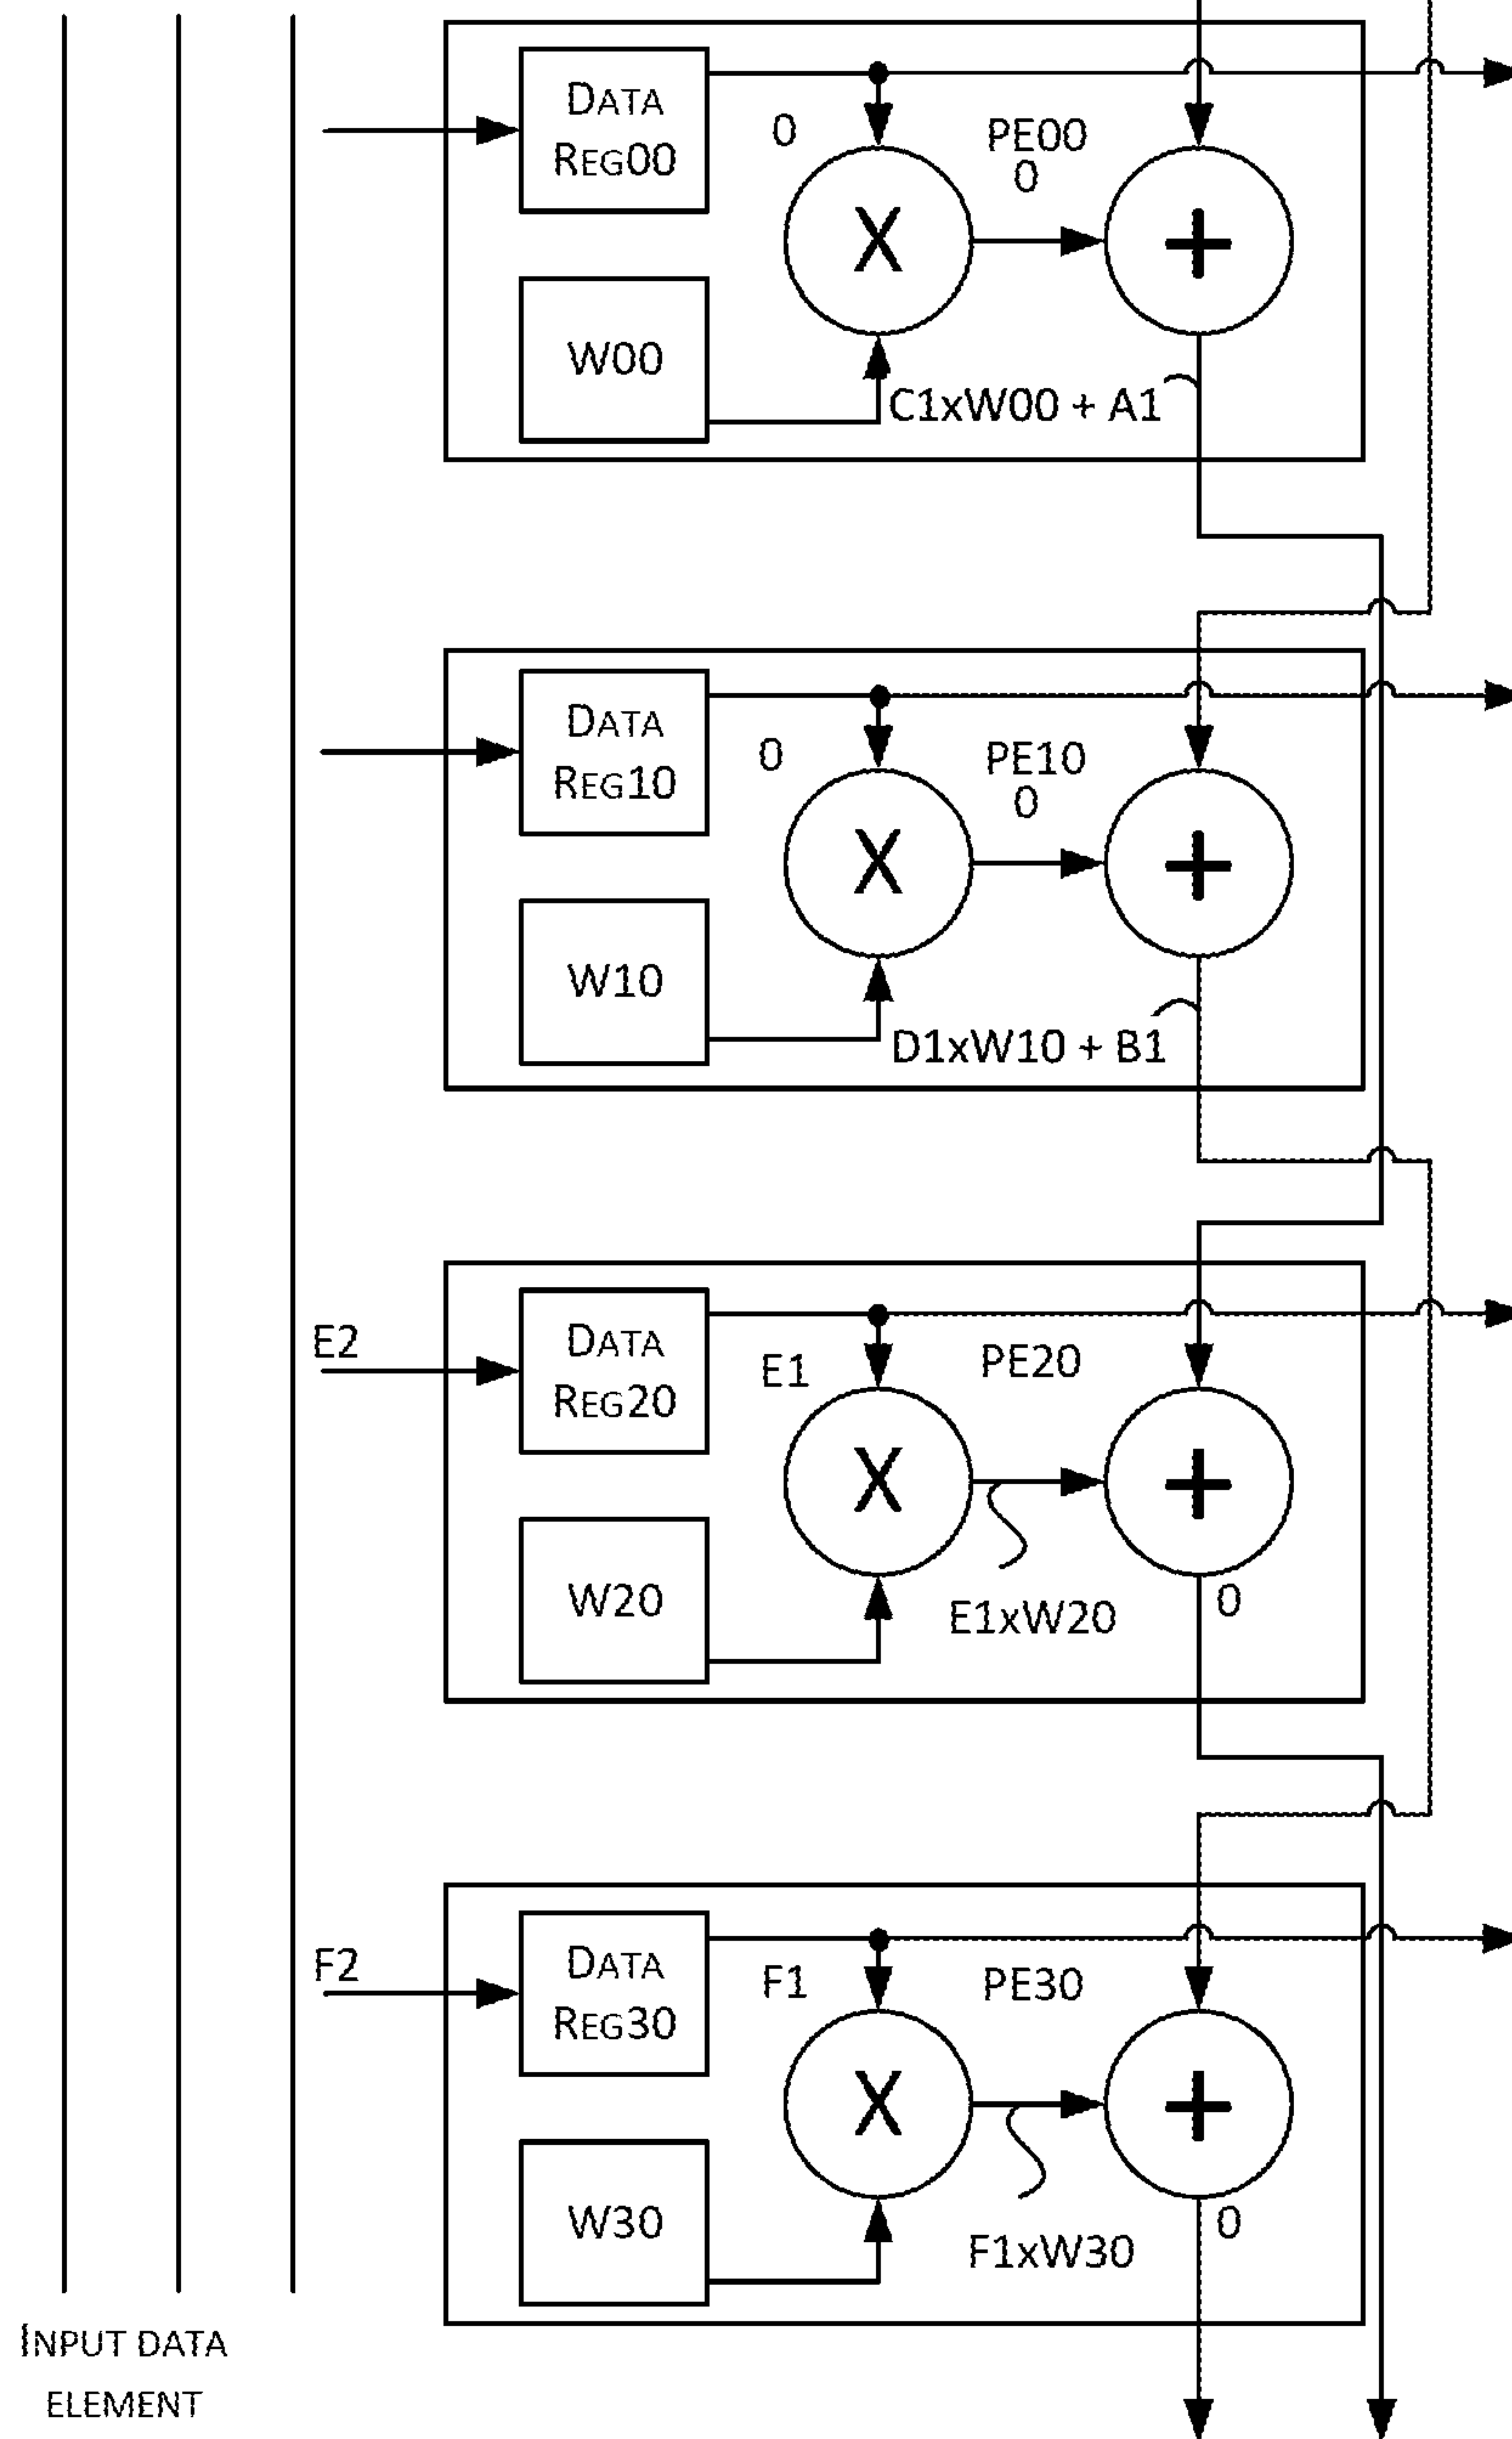 DATA
REG00
0
PE00
0
X
+
W00
C1xW00 + A1
DATA
REG10
0
PE10
0
X
+
W10
D1xW10 + B1
E2
DATA
REG20
E1
PE20
X
+
W20
E1xW20
0
F2
DATA
REG30
F1
PE30
X
+
W30
F1xW30
0
INPUT DATA
ELEMENT